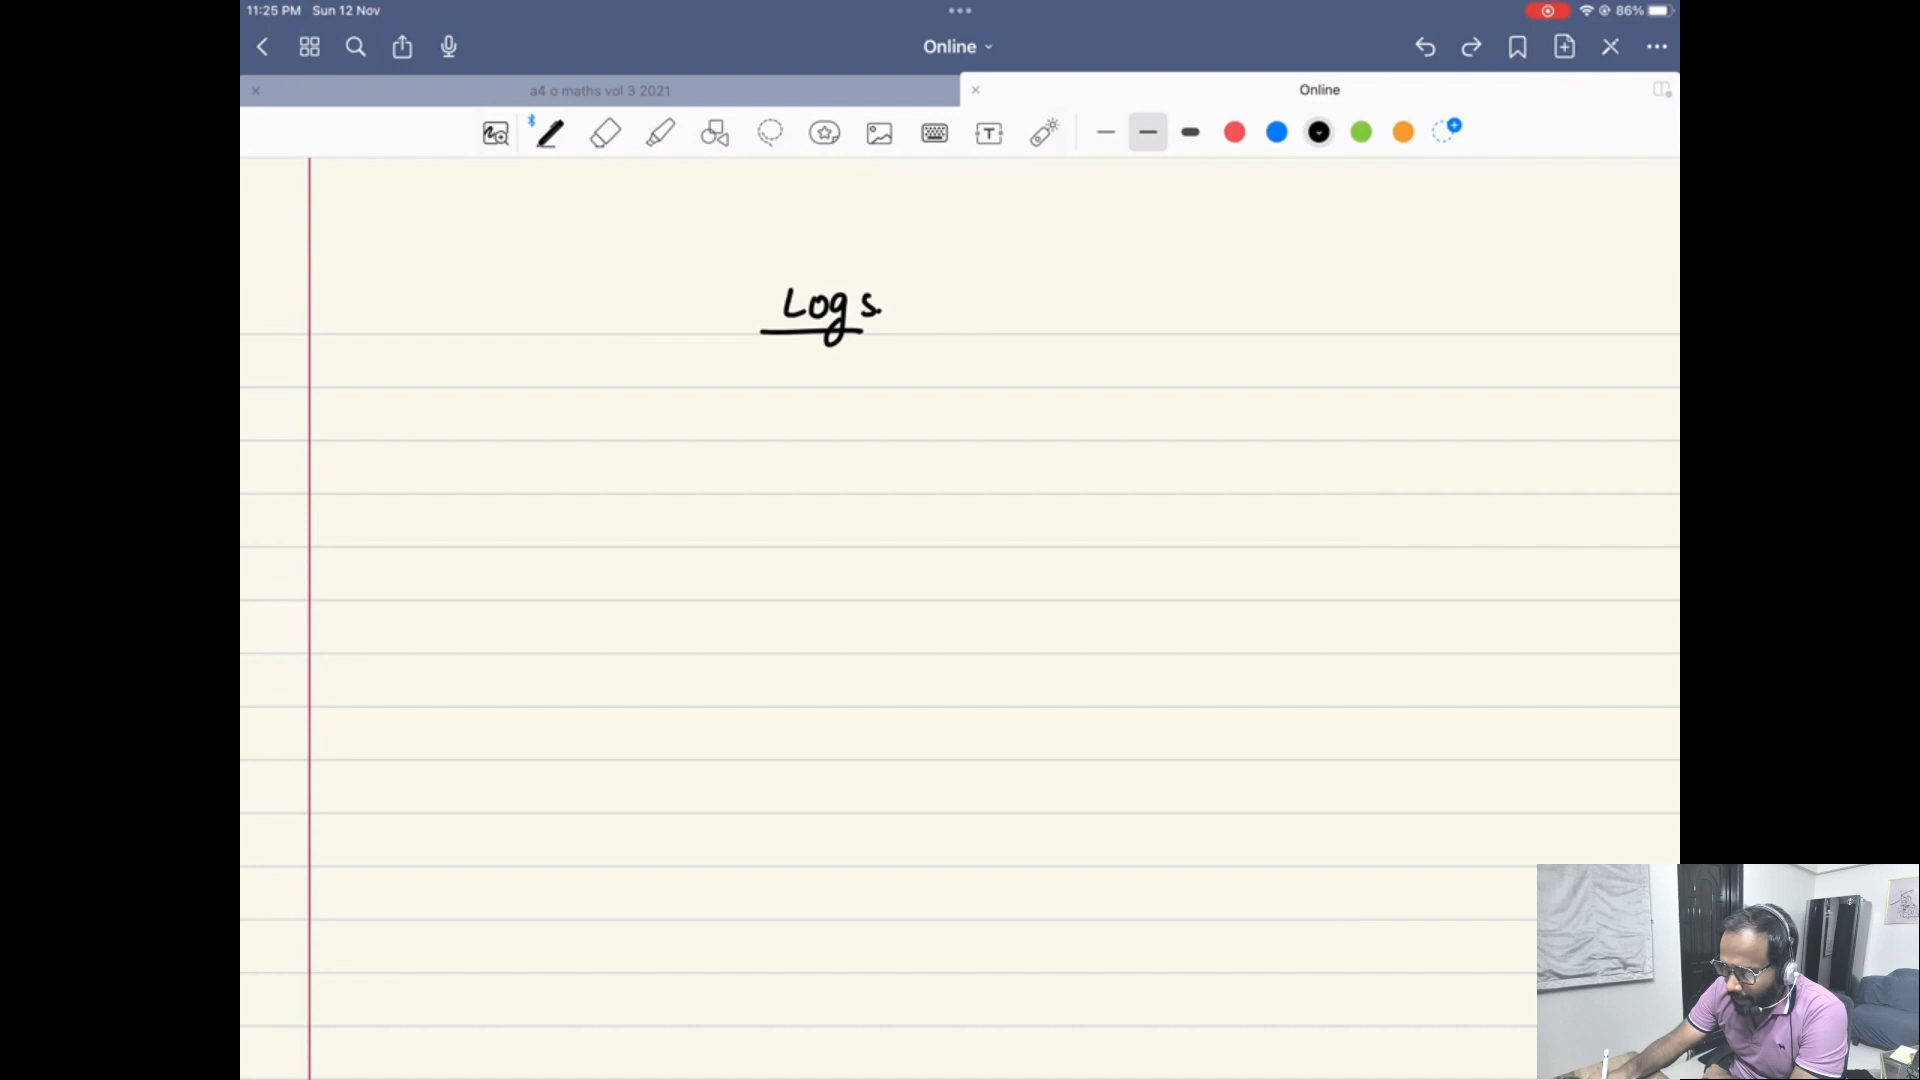 11:25 PM Sun 12 Nov
86%
Online
a4 o maths vol 3 2021
Online
T
Logs.